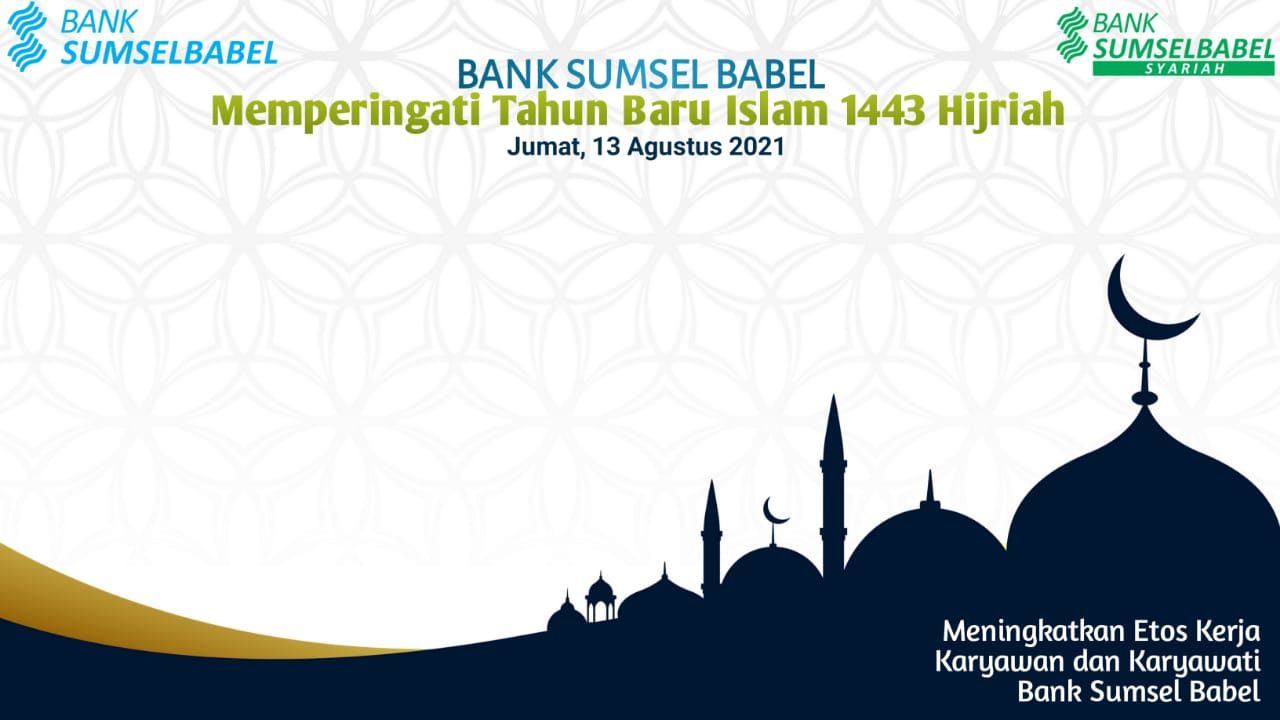 BANK
SUMSELBABEL
BANK
SUMSELBABEL
SYARIAH
BANK SUMSEL BABEL
Memperingati Tahun Baru Islam 1443 Hijriah
Jumat, 13 Agustus 2021
Meningkatkan Etos Kerja
Karyawan dan Karyawati
Bank Sumsel Babel